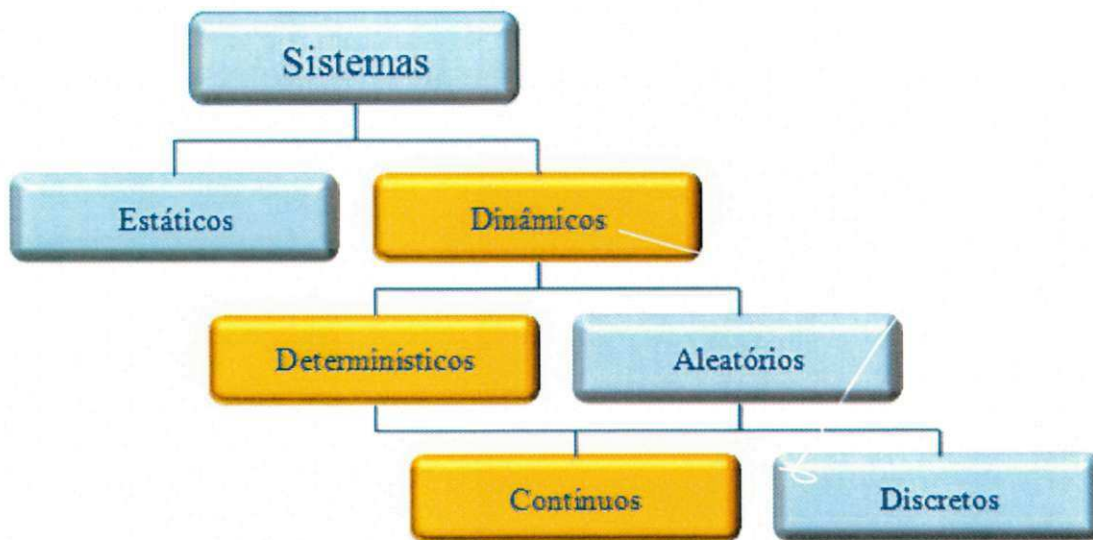 Sistemas
Estáticos
Dinâmicos
Determinísticos
Aleatórios
Contínuos
Discretos